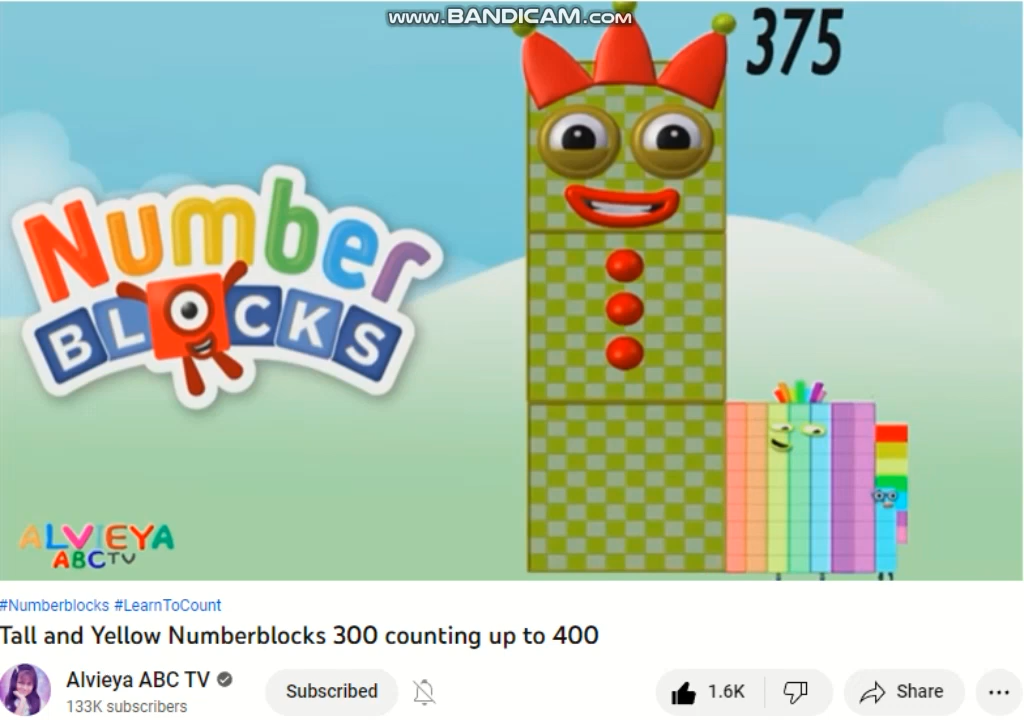 www.BANDICAM.com
375
NUMBER
BLOCKS
ALVIEYA
ABCTV
#Numberblocks #LearnToCount
Tall and Yellow Numberblocks 300 counting up to 400
Alvieya ABC TV
133K subscribers
Subscribed
1.6K
Share